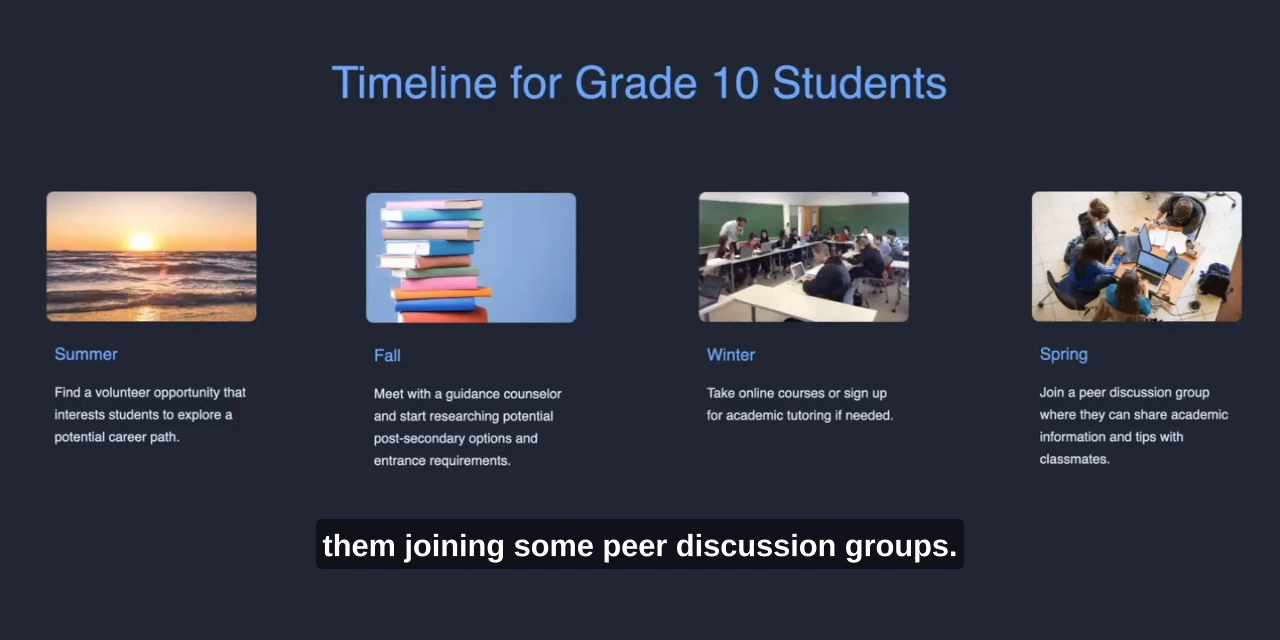 Timeline for Grade 10 Students
Summer
Find a volunteer opportunity that
interests students to explore a
potential career path.
Fall
Meet with a guidance counselor
and start researching potential
post-secondary options and
entrance requirements.
Winter
Take online courses or sign up
for academic tutoring if needed.
Spring
Join a peer discussion group
where they can share academic
information and tips with
classmates.
them joining some peer discussion groups.